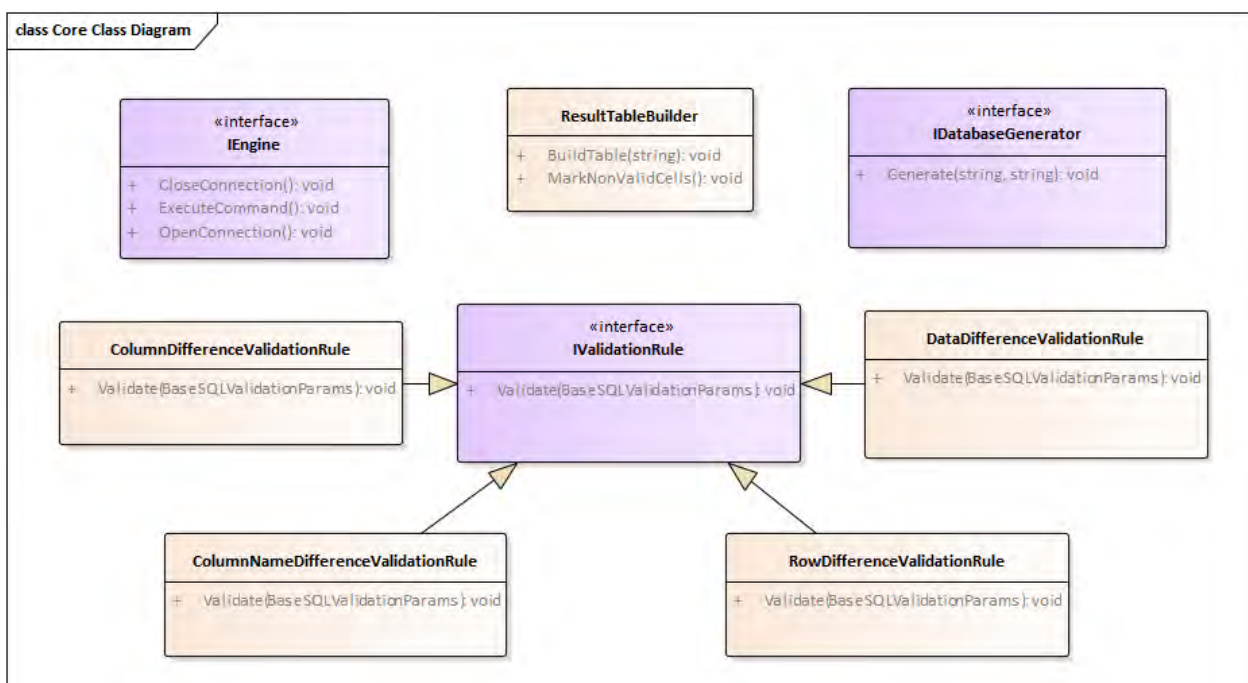 class Core Class Diagram
«interface»
IEngine
+ CloseConnection(): void
+ ExecuteCommand(): void
+ OpenConnection(): void
ResultTableBuilder
+ BuildTable(string): void
+ MarkNonValidCells(): void
«interface»
IDatabaseGenerator
+ Generate(string, string): void
ColumnDifferenceValidationRule
+ Validate(BaseSQLValidationParams): void
«interface»
IValidationRule
+ Validate(BaseSQLValidationParams): void
DataDifferenceValidationRule
+ Validate(BaseSQLValidationParams): void
ColumnNameDifferenceValidationRule
+ Validate(BaseSQLValidationParams): void
RowDifferenceValidationRule
+ Validate(BaseSQLValidationParams): void